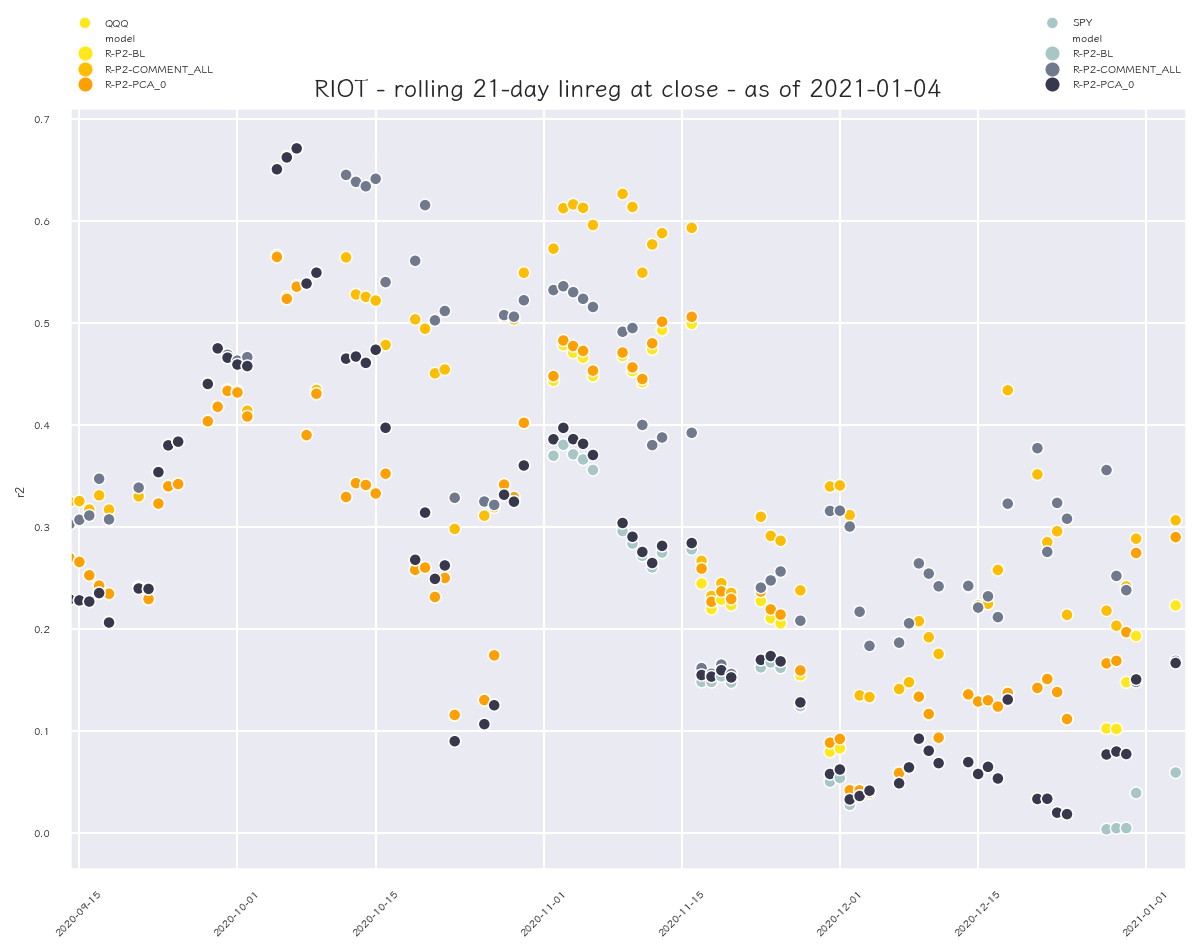 QQQ
model
R-P2-BL
R-P2-COMMENT_ALL
R-P2-PCA_0
SPY
model
R-P2-BL
R-P2-COMMENT_ALL
R-P2-PCA_0
RIOT - rolling 21-day linreg at close - as of 2021-01-04
0.7
0.6
0.5
0.4
0.3
0.2
0.1
0.0
r2
2020-09-15
2020-10-01
2020-10-15
2020-11-01
2020-11-15
2020-12-01
2020-12-15
2021-01-01